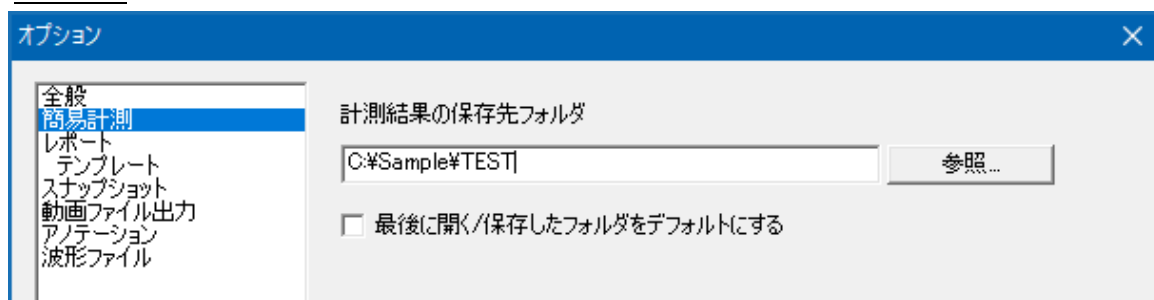 オプション
全般
簡易計測
レポート
テンプレート
スナップショット
動画ファイル出力
アノテーション
波形ファイル
計測結果の保存先フォルダ
C:¥Sample¥TEST
参照...
最後に開く/保存したフォルダをデフォルトにする